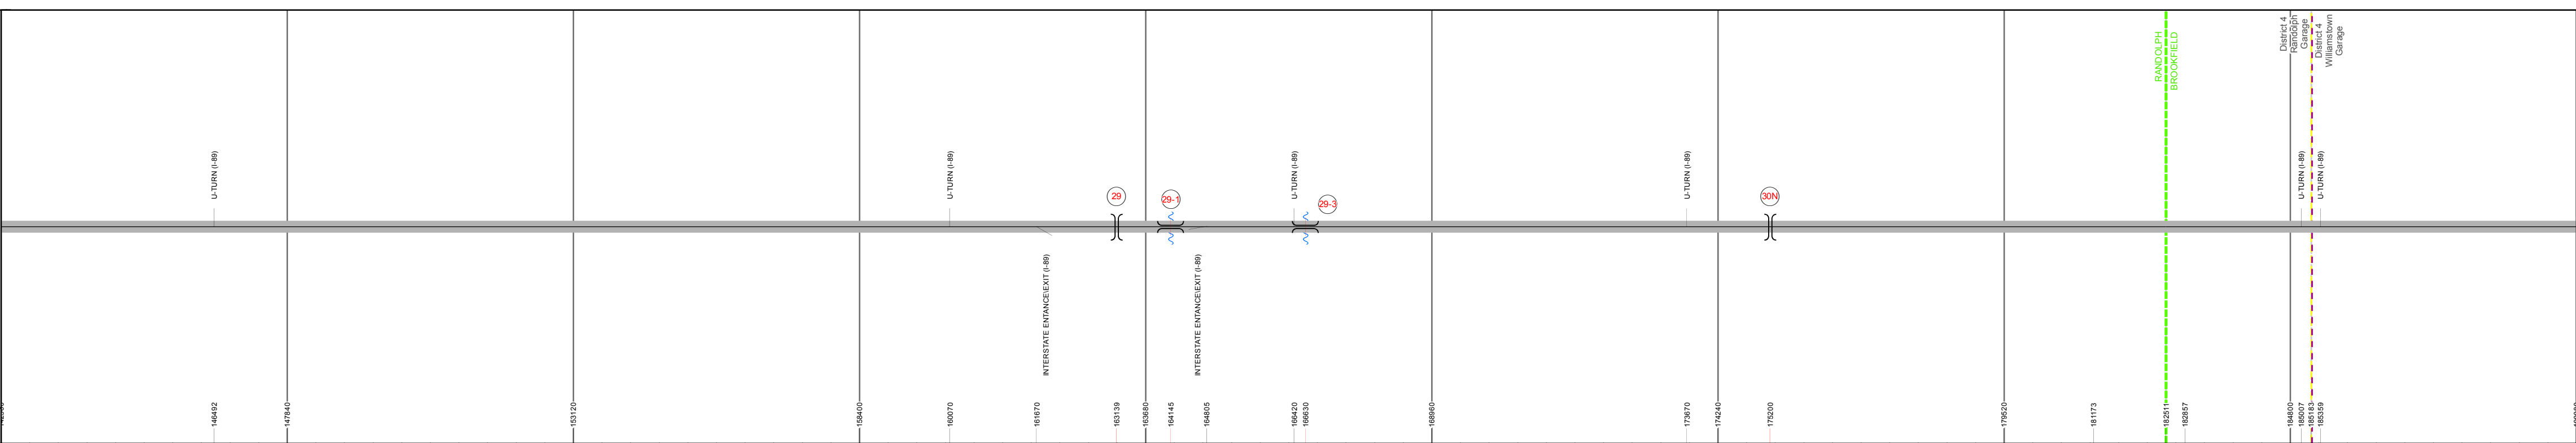 District 4
Randolph
Garage
District 4
Williamstown
Garage
RANDOLPH
BROOKFIELD
U-TURN (I-89)
U-TURN (I-89)
U-TURN (I-89)
U-TURN (I-89)
U-TURN (I-89)
U-TURN (I-89)
29
29-1
29-3
30N
INTERSTATE ENTANCE\EXIT (I-89)
INTERSTATE ENTANCE\EXIT (I-89)
146492
147840
153120
158400
160070
161670
163139
163680
164145
164805
166420
166630
168960
173670
174240
175200
179520
181173
182511
182857
184800
185007
185183
185359